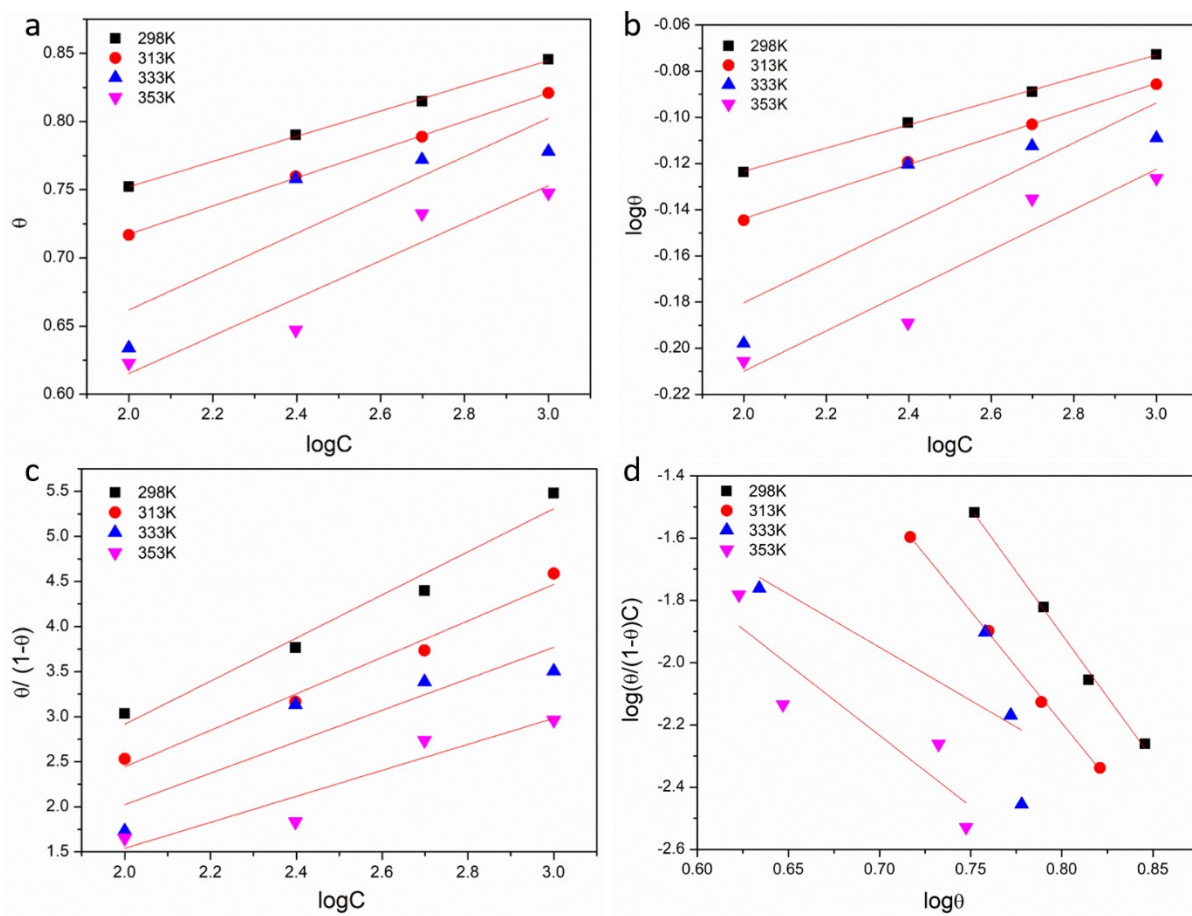 a
298K
313K
333K
353K
0.85
0.80
0.75
0.70
0.65
0.60
θ
2.0 2.2 2.4 2.6 2.8 3.0
logC
b
298K
313K
333K
353K
-0.06
-0.08
-0.10
-0.12
-0.14
-0.16
-0.18
-0.20
-0.22
logθ
2.0 2.2 2.4 2.6 2.8 3.0
logC
c
298K
313K
333K
353K
5.5
5.0
4.5
4.0
3.5
3.0
2.5
2.0
1.5
θ/ (1-θ)
2.0 2.2 2.4 2.6 2.8 3.0
logC
d
298K
313K
333K
353K
-1.4
-1.6
-1.8
-2.0
-2.2
-2.4
-2.6
log(θ/(1-θ)C)
0.60 0.65 0.70 0.75 0.80 0.85
logθ